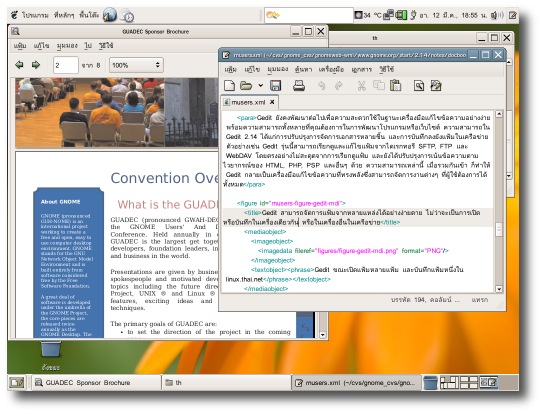 โปรแกรม ที่หลักๆ พื้นโต๊ะ
34 °C
อา. 12 มี.ค., 18:55 น.
GUADEC Sponsor Brochure
แฟ้ม แก้ไข มุมมอง ไป วิธีใช้
2 จาก 8 100%
Convention Ove
What is the GUAD
About GNOME
GNOME (pronounced
GUH-NOME) is an
international project
working to create a
free and open, easy to
use computer desktop
environment. GNOME
stands for the GNU
Network Object Model
Environment and is
built entirely from
software considered
free by the Free
Software Foundation.
A great deal of
software is developed
under the umbrella of
the GNOME Project,
the core pieces are
released twice
annually as the
GNOME Desktop. The
GUADEC (pronounced GWAH-DEC
the GNOME Users' And D
Conference. Held annually in
GUADEC is the largest get togeth
developers, foundation leaders, in
and business in the world.
Presentations are given by busine
spokespeople and motivated deve
topics including the future direct
Project, UNIX ® and Linux ®
features, exciting ideas and
techniques.
The primary goals of GUADEC are:
• to set the direction of the project in the coming
th
musers.xml (~/cvs/gnome_cvs/gnomeweb-wml/www.gnome.org/start/2.14/notes/docboo
แฟ้ม แก้ไข มุมมอง ค้นหา เครื่องมือ เอกสาร วิธีใช้
musers.xml
<para>Gedit ยังคงพัฒนาต่อไปเพื่อความสะดวกใช้ในฐานะเครื่องมือแก้ไขข้อความอย่างง่าย
พร้อมความสามารถทั้งหลายที่คุณต้องการในการพัฒนาโปรแกรมหรือเว็บไซต์ ความสามารถใน
Gedit 2.14 ได้แก่การปรับปรุงการจัดการเอกสารหลายชิ้น และการบันทึกลงยังแฟ้มในเครือข่าย
ตัวอย่างเช่น Gedit รุ่นนี้สามารถเรียกดูและแก้ไขแฟ้มจากไดเรกทอรี SFTP, FTP และ
WebDAV โดยตรงอย่างไม่สะดุดจากการเรียกดูแฟ้ม และยังได้ปรับปรุงการเน้นข้อความตาม
ไวยากรณ์ของ HTML, PHP, PSP และอื่นๆ ด้วย ความสามารถเหล่านี้ เมื่อรวมกันเข้า ก็ทำให้
Gedit กลายเป็นเครื่องมือแก้ไขข้อความที่ทรงพลังซึ่งสามารถจัดการงานต่างๆ ที่ผู้ใช้ต้องการได้
ทั้งหมด</para>
<figure id="musers-figure-gedit-mdi">
<title>Gedit สามารถจัดการแฟ้มจากหลายแหล่งได้อย่างง่ายดาย ไม่ว่าจะเป็นการเปิด
หรือบันทึกในเครื่องเดียวกัน หรือในเครื่องอื่นในเครือข่าย</title>
<mediaobject>
<imageobject>
<imagedata fileref="figures/figure-gedit-mdi.png" format="PNG"/>
</imageobject>
<textobject><phrase>Gedit ขณะเปิดแฟ้มหลายแฟ้ม และบันทึกแฟ้มหนึ่งใน
linux.thai.net</phrase></textobject>
</mediaobject>
บรรทัด 194, คอลัมน์ ... แทรก
ถังขยะ
GUADEC Sponsor Brochure
th
musers.xml (~/cvs/gnome_cvs/gno...